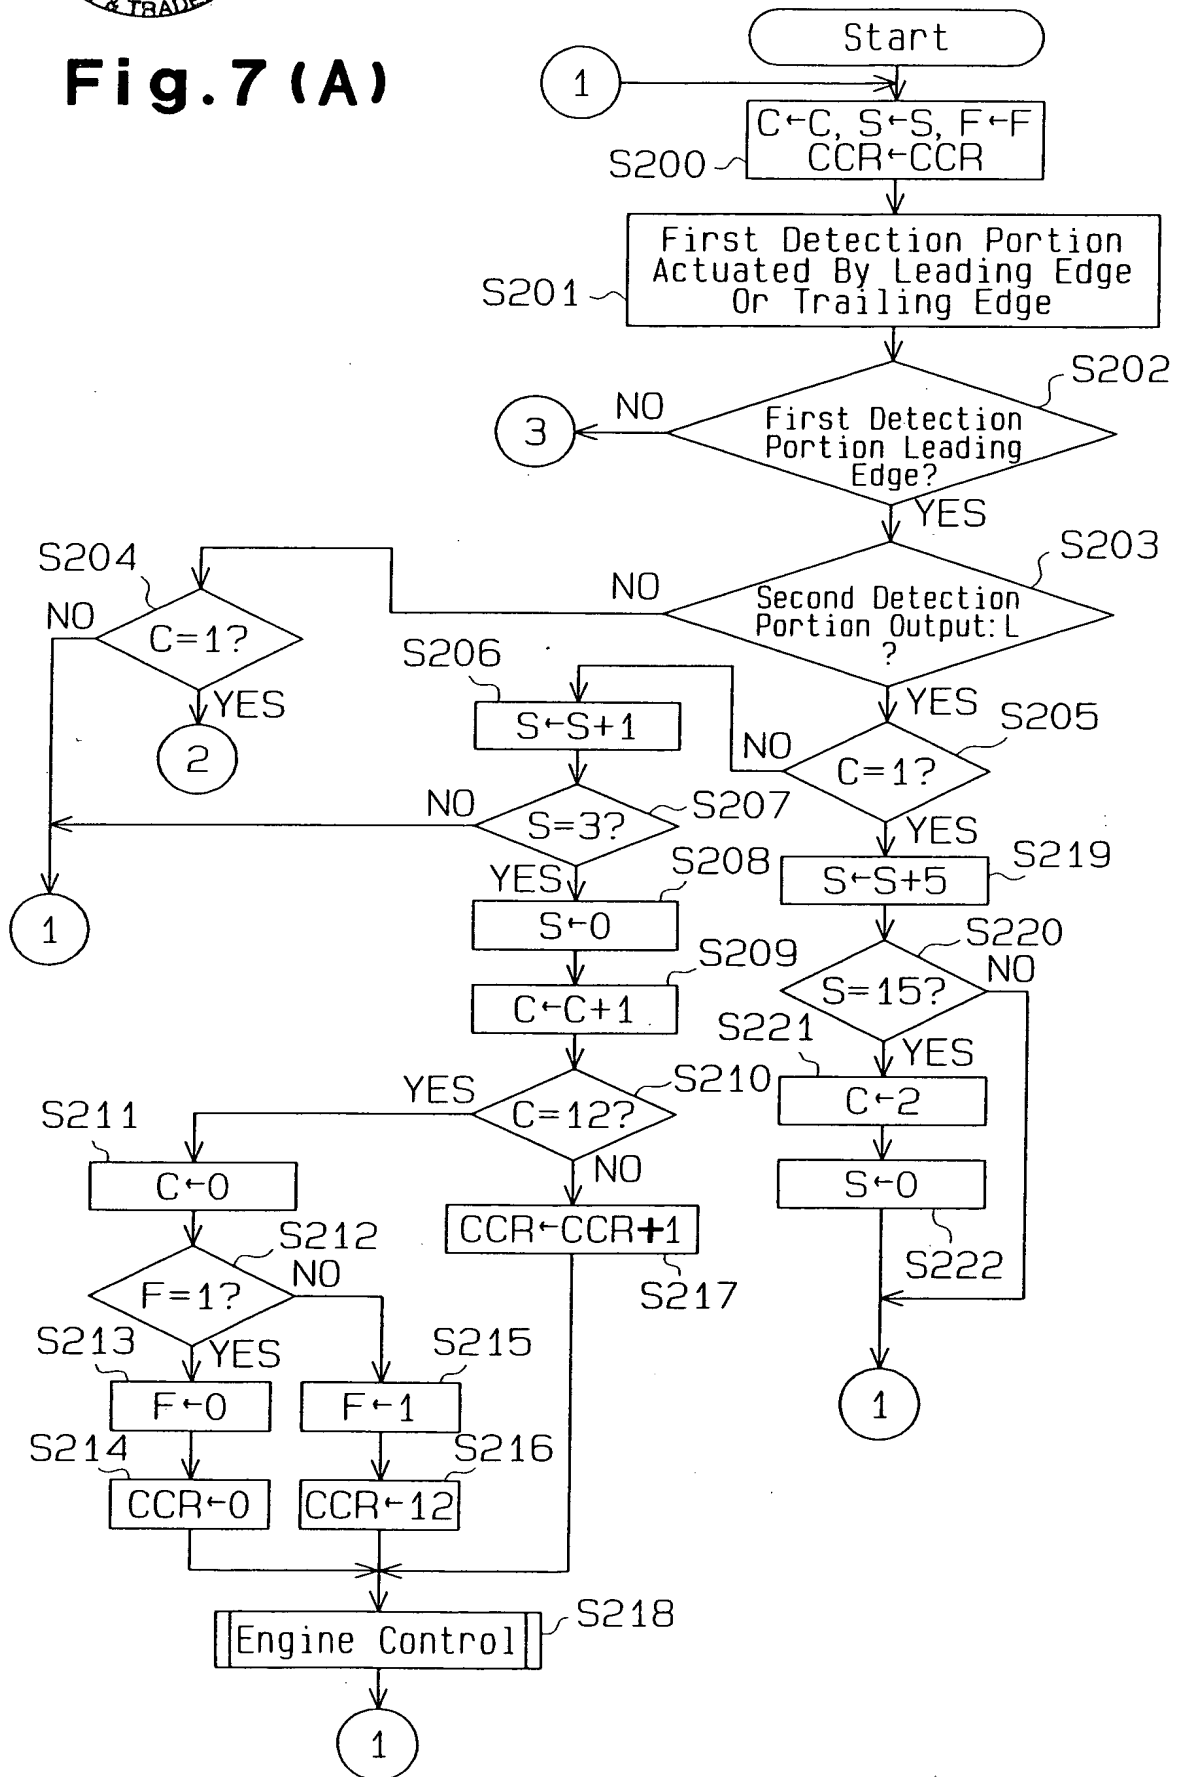 & TRADE
Fig.7 (A)
Start
1
C←C, S←S, F←F
CCR←CCR
S200
First Detection Portion
Actuated By Leading Edge
Or Trailing Edge
S201
S202
First Detection
Portion Leading
Edge?
NO
3
YES
S203
Second Detection
Portion Output:L
?
NO
S204
C=1?
NO
YES
2
YES
S205
C=1?
NO
S206
S←S+1
S207
S=3?
NO
1
YES
S208
S←0
S209
C←C+1
S210
C=12?
YES
NO
S211
C←0
CCR←CCR+1
S217
S212
F=1?
NO
YES
S213
F←0
S215
F←1
S214
CCR←0
S216
CCR←12
S218
Engine Control
1
YES
S219
S←S+5
S220
S=15?
NO
YES
S221
C←2
S←0
S222
1